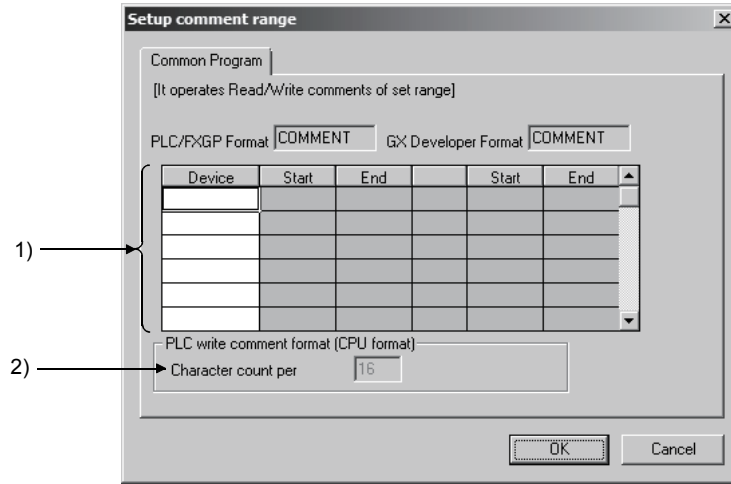 Setup comment range
Common Program
[It operates Read/Write comments of set range]
PLC/FXGP Format COMMENT GX Developer Format COMMENT
Device Start End Start End
1)
PLC write comment format (CPU format)
2) Character count per 16
OK Cancel